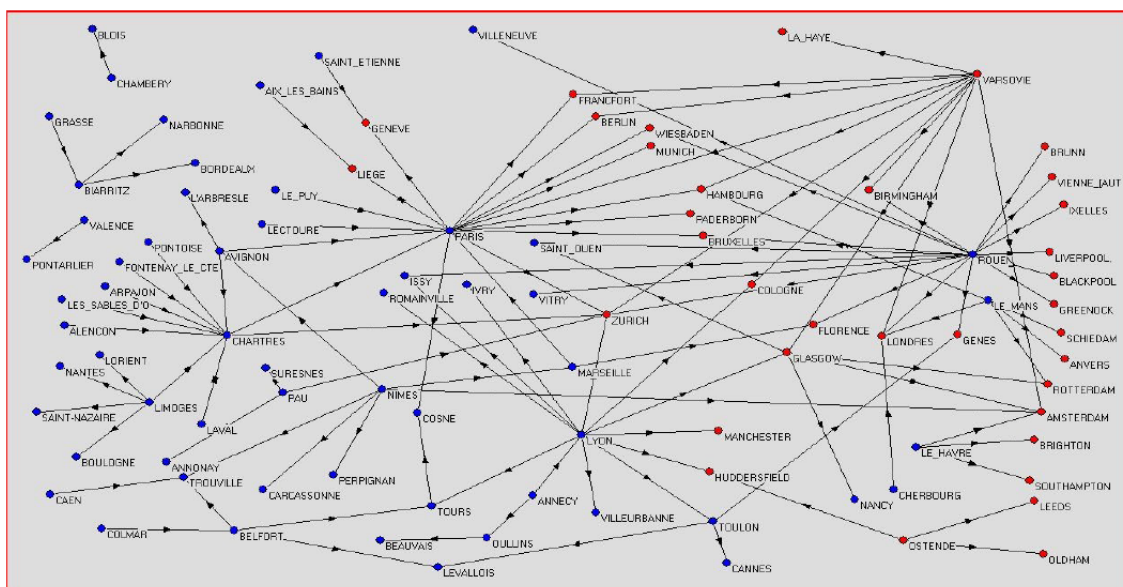 BLOIS
VILLENEUVE
LA_HAYE
SAINT_ETIENNE
CHAMBERY
VARSOVIE
AIX_LES_BAINS
FRANCFORT
GRASSE
NARBONNE
GENEVE
BERLIN
WIESBADEN
MUNICH
BRUNN
BORDEAUX
LIEGE
BIARRITZ
L'ARBRESLE
LE_PUY
HAMBOURG
BIRMINGHAM
VIENNE_(AUT
IXELLES
VALENCE
LECTOURE
PARIS
PADERBORN
BRUXELLES
PONTOISE
AVIGNON
SAINT_OUEN
ROUEN
LIVERPOOL,
PONTARLIER
FONTENAY_LE_CTE
ISSY
IVRY
COLOGNE
BLACKPOOL
ARPAJON
ROMAINVILLE
VITRY
LE_MANS
GREENOCK
LES_SABLES_D'O
ZURICH
ALENCON
CHARTRES
FLORENCE
LONDRES
GENES
SCHIEDAM
LORIENT
GLASGOW
ANVERS
NANTES
SURESNES
MARSEILLE
PAU
NIMES
ROTTERDAM
SAINT-NAZAIRE
LIMOGES
COSNE
AMSTERDAM
LAVAL
LYON
MANCHESTER
BRIGHTON
BOULOGNE
ANNONAY
LE_HAVRE
TROUVILLE
PERPIGNAN
HUDDERSFIELD
SOUTHAMPTON
CAEN
CARCASSONNE
ANNECY
NANCY
CHERBOURG
LEEDS
TOURS
VILLEURBANNE
TOULON
COLMAR
BELFORT
BEAUVAIS
OULLINS
OSTENDE
OLDHAM
LEVALLOIS
CANNES